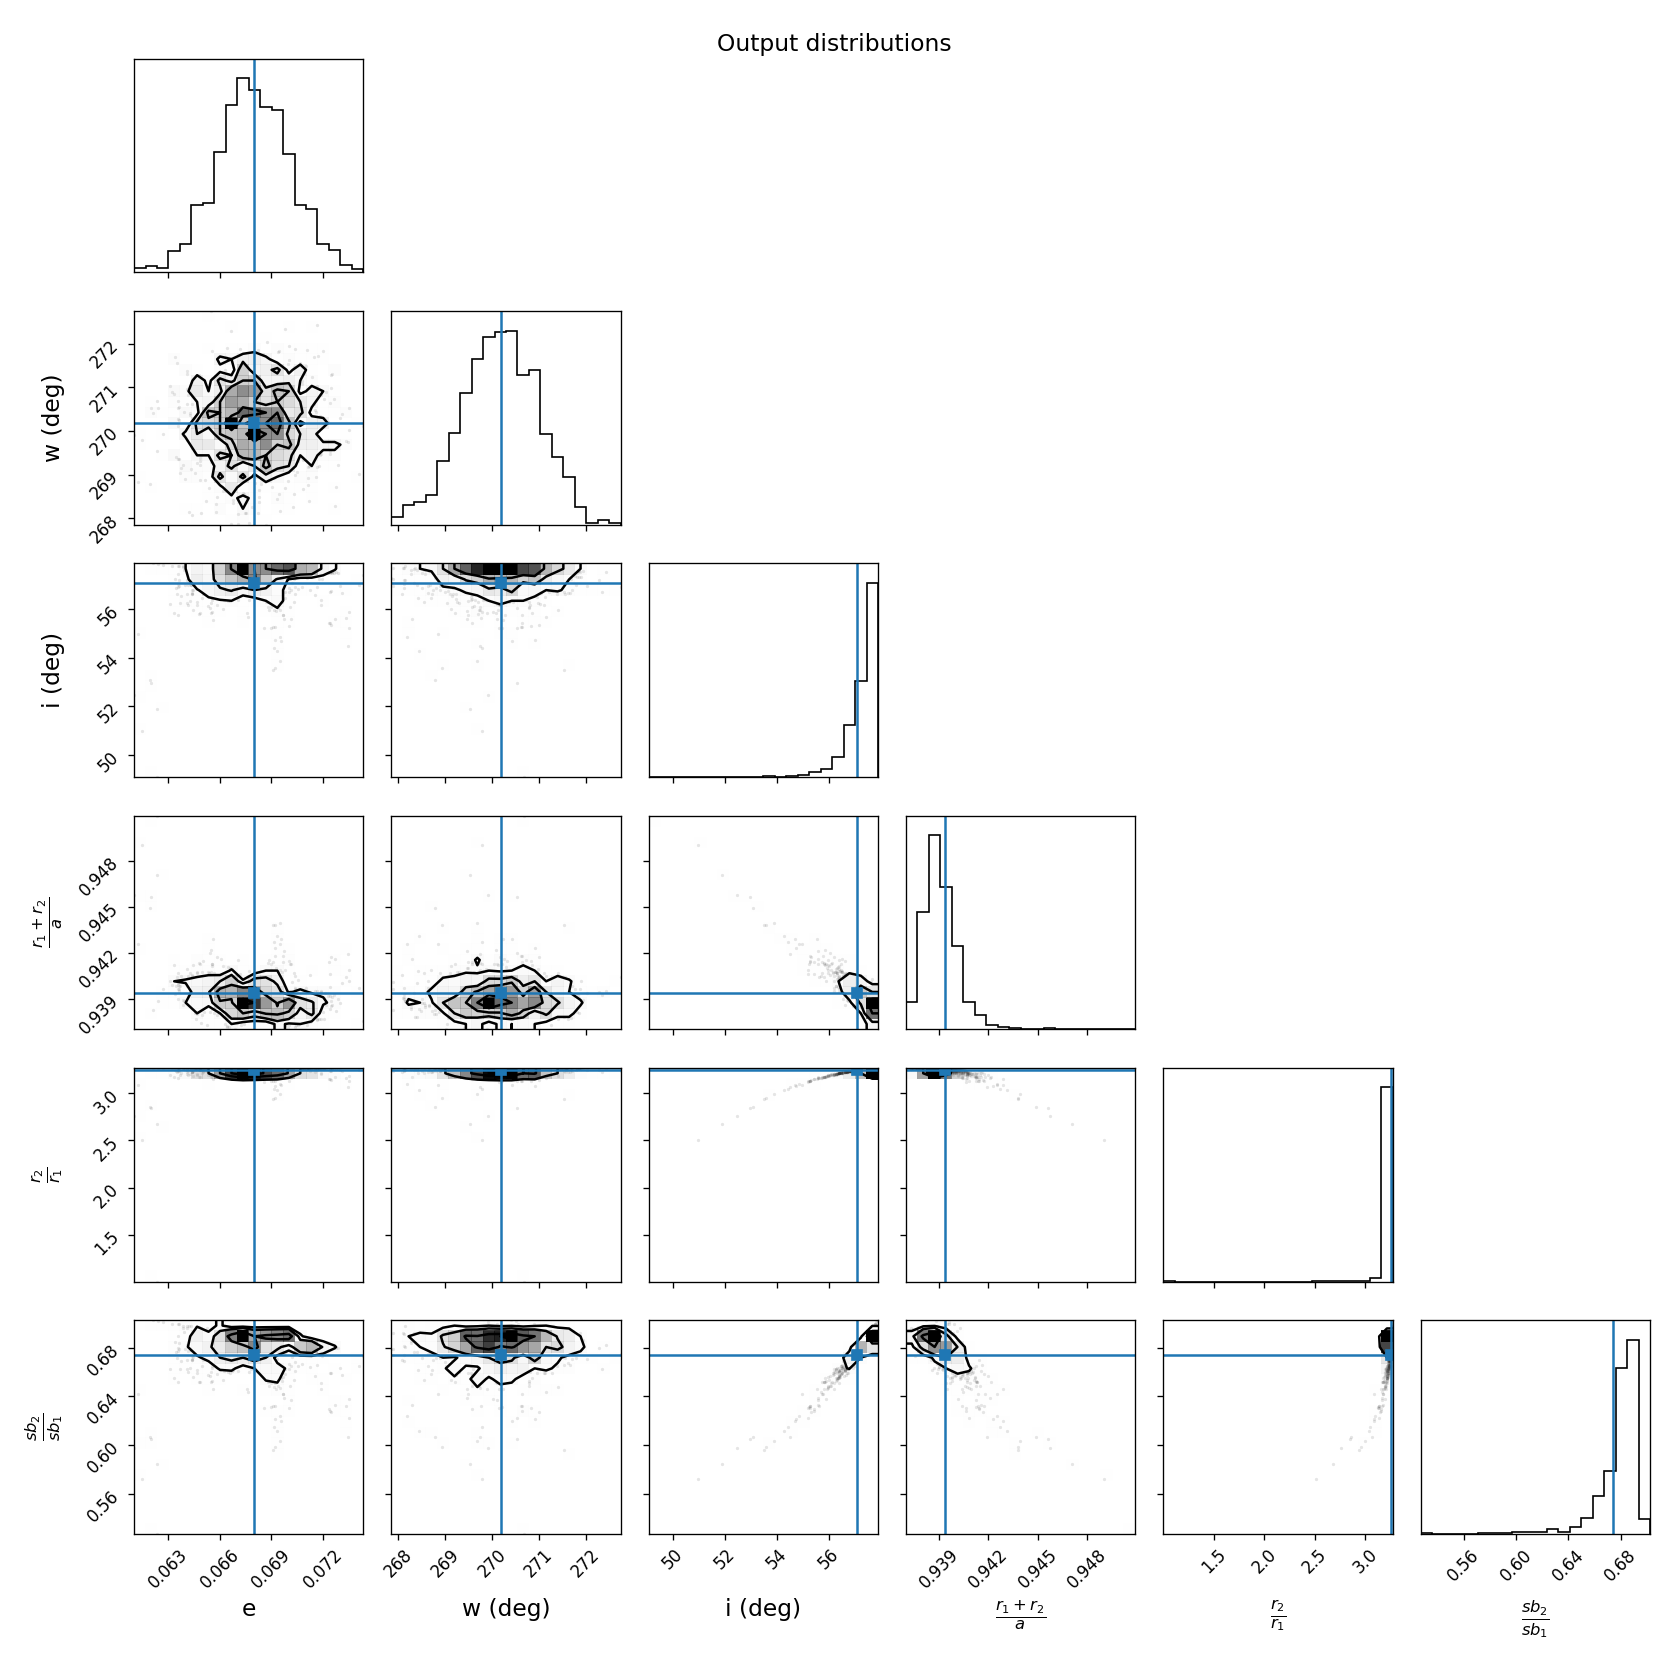 Output distributions
w (deg)
272
271
270
269
268
i (deg)
56
54
52
50
r₁ + r₂
a
0.948
0.945
0.942
0.939
r₂
r₁
3.0
2.5
2.0
1.5
sb₂
sb₁
0.68
0.64
0.60
0.56
0.063 0.066 0.069 0.072 268 269 270 271 272 50 52 54 56 0.939 0.942 0.945 0.948 1.5 2.0 2.5 3.0 0.56 0.60 0.64 0.68
e w (deg) i (deg) r₁ + r₂ r₂ sb₂
a r₁ sb₁